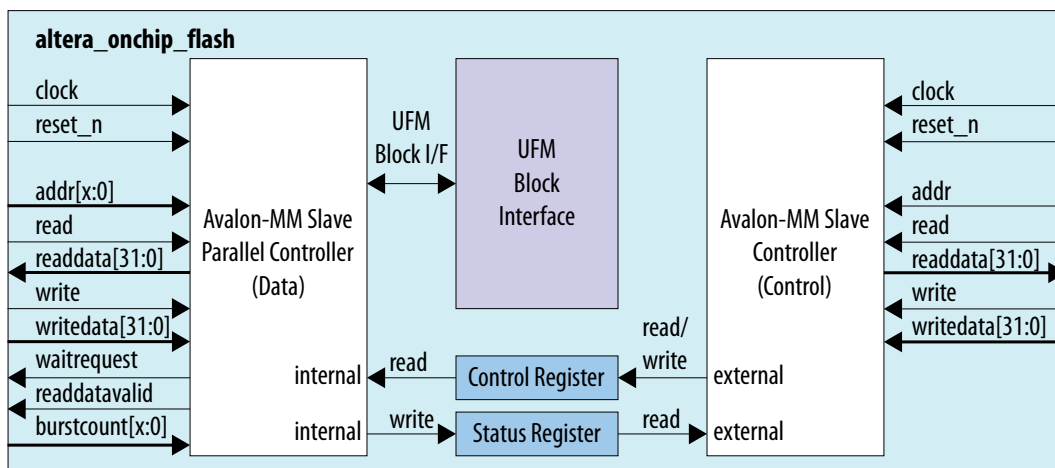 altera_onchip_flash
clock
reset_n
addr[x:0]
read
readdata[31:0]
write
writedata[31:0]
waitrequest
readdatavalid
burstcount[x:0]
Avalon-MM Slave
Parallel Controller
(Data)
internal
internal
UFM
Block I/F
UFM
Block
Interface
read
Control Register
read/
write
write
Status Register
read
Avalon-MM Slave
Controller
(Control)
external
external
clock
reset_n
addr
read
readdata[31:0]
write
writedata[31:0]